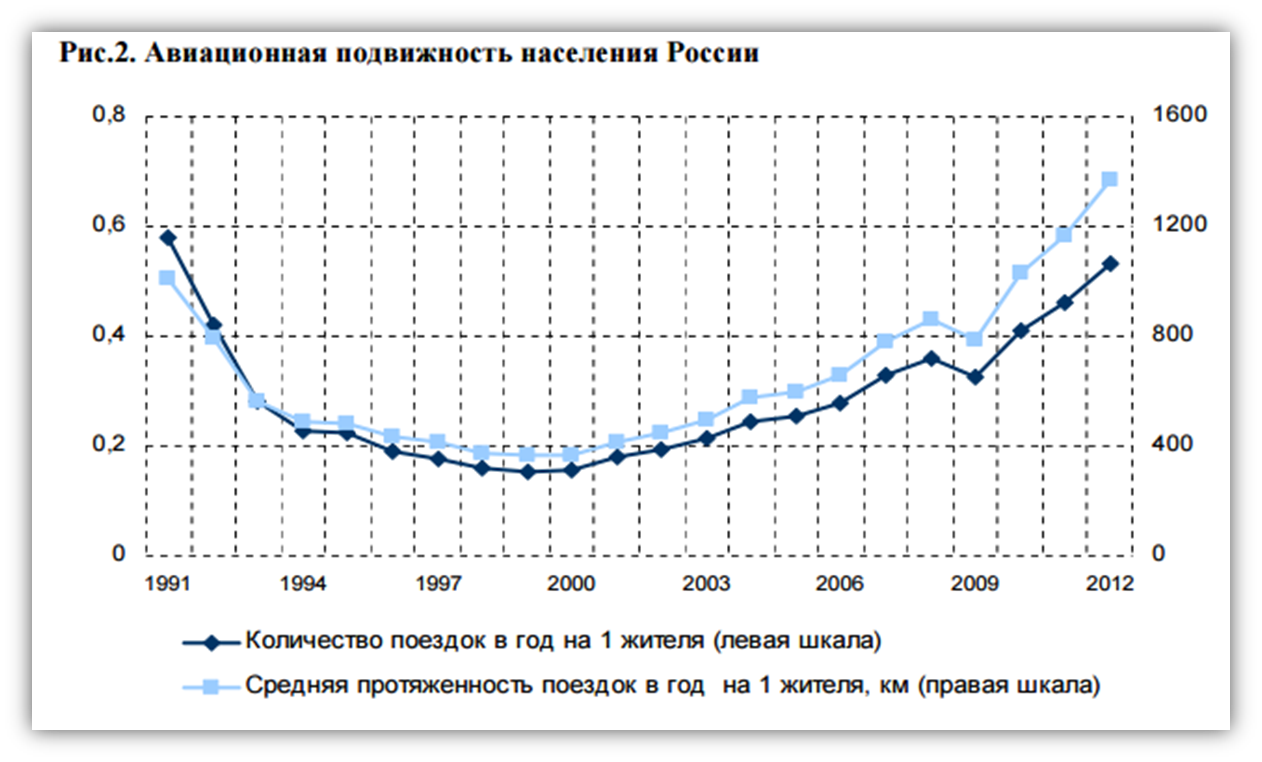 Рис.2. Авиационная подвижность населения России
0,8 1600
0,6 1200
0,4 800
0,2 400
0 0
1991 1994 1997 2000 2003 2006 2009 2012
Количество поездок в год на 1 жителя (левая шкала)
Средняя протяженность поездок в год на 1 жителя, км (правая шкала)